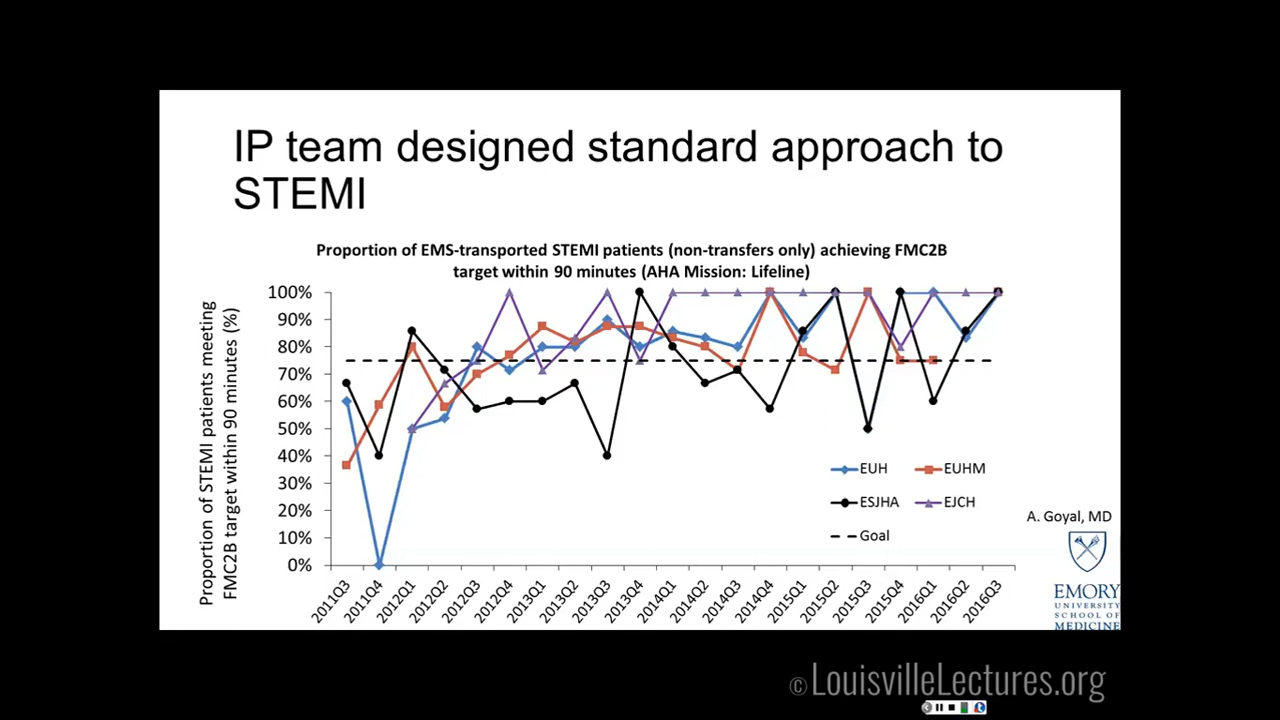 IP team designed standard approach to
STEMI
Proportion of EMS-transported STEMI patients (non-transfers only) achieving FMC2B
target within 90 minutes (AHA Mission: Lifeline)
Proportion of STEMI patients meeting
FMC2B target within 90 minutes (%)
100%
90%
80%
70%
60%
50%
40%
30%
20%
10%
0%
2011Q3
2011Q4
2012Q1
2012Q2
2012Q3
2012Q4
2013Q1
2013Q2
2013Q3
2013Q4
2014Q1
2014Q2
2014Q3
2014Q4
2015Q1
2015Q2
2015Q3
2015Q4
2016Q1
2016Q2
2016Q3
EUH
EUHM
ESJHA
EJCH
Goal
A. Goyal, MD
EMORY
UNIVERSITY
SCHOOL OF
MEDICINE
© LouisvilleLectures.org